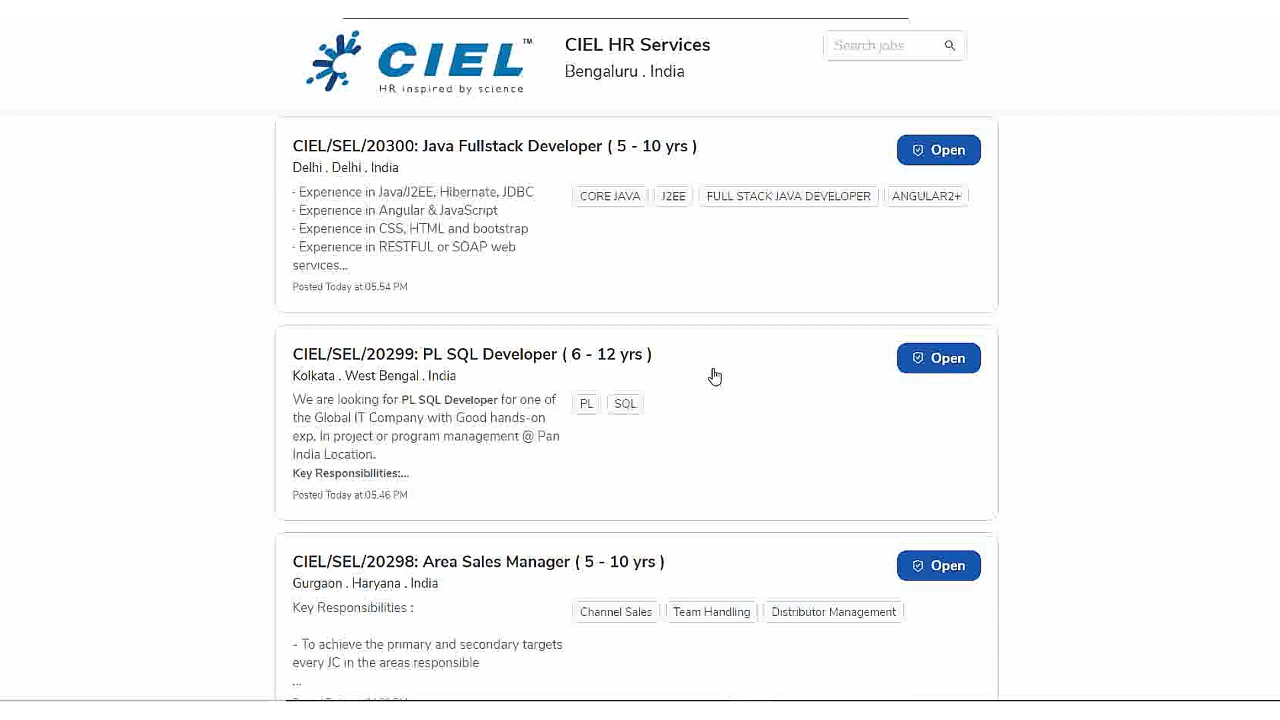 CIEL™
HR inspired by science
CIEL HR Services
Bengaluru . India
Search jobs
CIEL/SEL/20300: Java Fullstack Developer ( 5 - 10 yrs )
Open
Delhi . Delhi . India
- Experience in Java/J2EE, Hibernate, JDBC
- Experience in Angular & JavaScript
- Experience in CSS, HTML and bootstrap
- Experience in RESTFUL or SOAP web
services...
CORE JAVA J2EE FULL STACK JAVA DEVELOPER ANGULAR2+
Posted Today at 05.54 PM
CIEL/SEL/20299: PL SQL Developer ( 6 - 12 yrs )
Open
Kolkata . West Bengal . India
We are looking for PL SQL Developer for one of
the Global IT Company with Good hands-on
exp. In project or program management @ Pan
India Location.
Key Responsibilities:...
PL SQL
Posted Today at 05.46 PM
CIEL/SEL/20298: Area Sales Manager ( 5 - 10 yrs )
Open
Gurgaon . Haryana . India
Key Responsibilities :
- To achieve the primary and secondary targets
every JC in the areas responsible
...
Channel Sales Team Handling Distributor Management